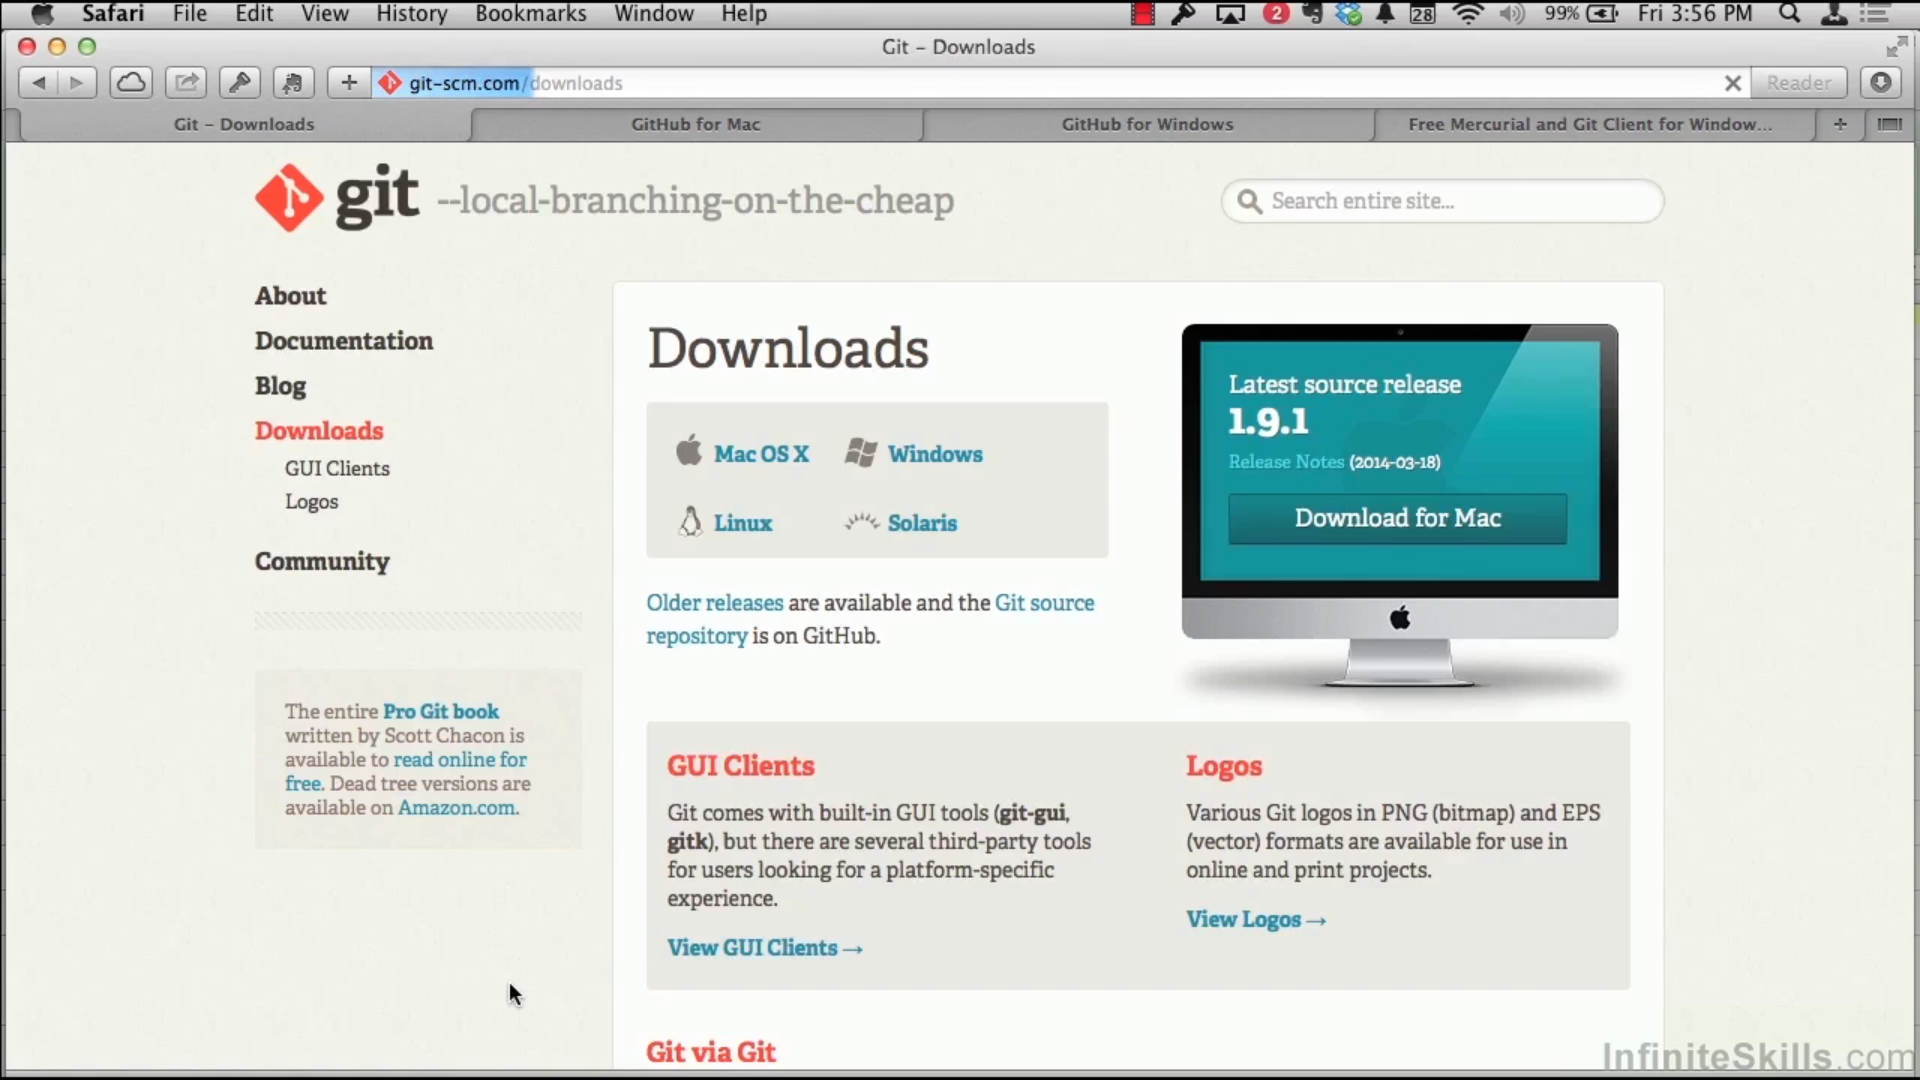 Safari File Edit View History Bookmarks Window Help 2 28 99% Fri 3:56 PM
Git – Downloads
git-scm.com/downloads Reader
Git – Downloads GitHub for Mac GitHub for Windows Free Mercurial and Git Client for Window...
git --local-branching-on-the-cheap
Search entire site...
About
Documentation
Blog
Downloads
GUI Clients
Logos
Community
The entire Pro Git book
written by Scott Chacon is
available to read online for
free. Dead tree versions are
available on Amazon.com.
Downloads
Mac OS X Windows
Linux Solaris
Older releases are available and the Git source
repository is on GitHub.
Latest source release
1.9.1
Release Notes (2014-03-18)
Download for Mac
GUI Clients
Git comes with built-in GUI tools (git-gui,
gitk), but there are several third-party tools
for users looking for a platform-specific
experience.
View GUI Clients →
Logos
Various Git logos in PNG (bitmap) and EPS
(vector) formats are available for use in
online and print projects.
View Logos →
Git via Git
InfiniteSkills.com